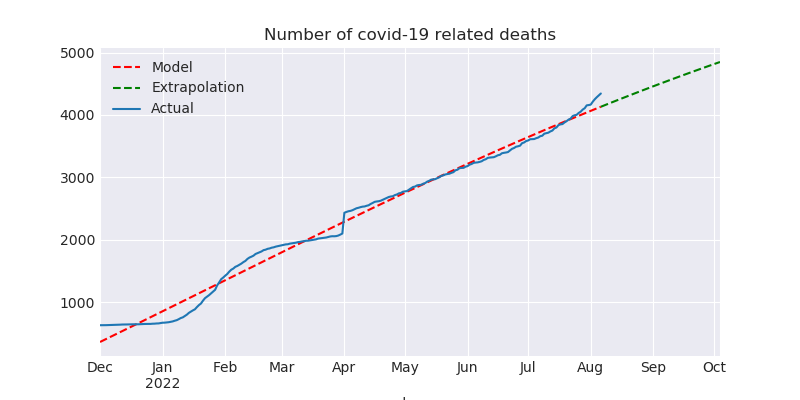 Number of covid-19 related deaths
5000
4000
3000
2000
1000
Model
Extrapolation
Actual
Dec Jan Feb Mar Apr May Jun Jul Aug Sep Oct
2022